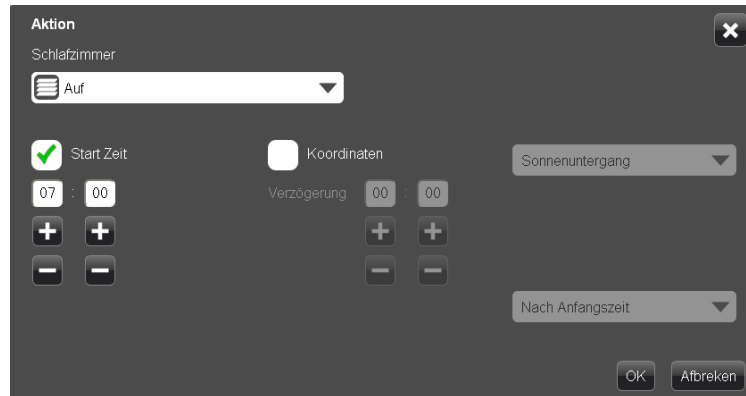 Aktion
Schlafzimmer
Auf
Start Zeit
Koordinaten
Sonnenuntergang
07 : 00
Verzögerung 00 : 00
Nach Anfangszeit
OK
Afbreken